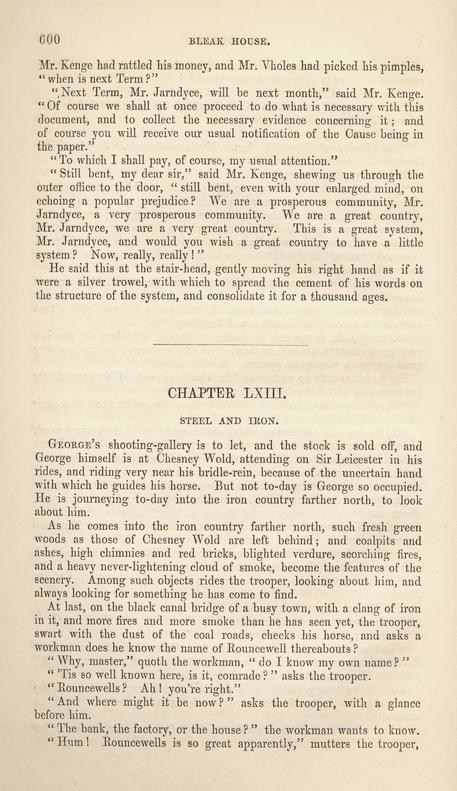 600 BLEAK HOUSE.
Mr. Kenge had rattled his money, and Mr. Vholes had picked his pimples,
"when is next Term?"
"Next Term, Mr. Jarndyce, will be next month," said Mr. Kenge.
"Of course we shall at once proceed to do what is necessary with this
document, and to collect the necessary evidence concerning it; and
of course you will receive our usual notification of the Cause being in
the paper."
"To which I shall pay, of course, my usual attention."
"Still bent, my dear sir," said Mr. Kenge, shewing us through the
outer office to the door, "still bent, even with your enlarged mind, on
echoing a popular prejudice? We are a prosperous community, Mr.
Jarndyce, a very prosperous community. We are a great country,
Mr. Jarndyce, we are a very great country. This is a great system,
Mr. Jarndyce, and would you wish a great country to have a little
system? Now, really, really!"
He said this at the stair-head, gently moving his right hand as if it
were a silver trowel, with which to spread the cement of his words on
the structure of the system, and consolidate it for a thousand ages.
CHAPTER LXIII.
STEEL AND IRON.
GEORGE'S shooting-gallery is to let, and the stock is sold off, and
George himself is at Chesney Wold, attending on Sir Leicester in his
rides, and riding very near his bridle-rein, because of the uncertain hand
with which he guides his horse. But not to-day is George so occupied.
He is journeying to-day into the iron country farther north, to look
about him.
As he comes into the iron country farther north, such fresh green
woods as those of Chesney Wold are left behind; and coalpits and
ashes, high chimnies and red bricks, blighted verdure, scorching fires,
and a heavy never-lightening cloud of smoke, become the features of the
scenery. Among such objects rides the trooper, looking about him, and
always looking for something he has come to find.
At last, on the black canal bridge of a busy town, with a clang of iron
in it, and more fires and more smoke than he has seen yet, the trooper,
swart with the dust of the coal roads, checks his horse, and asks a
workman does he know the name of Rouncewell thereabouts?
"Why, master," quoth the workman, "do I know my own name?"
"'Tis so well known here, is it, comrade?" asks the trooper.
"Rouncewells? Ah! you're right."
"And where might it be now?" asks the trooper, with a glance
before him.
"The bank, the factory, or the house?" the workman wants to know.
"Hum! Rouncewells is so great apparently," mutters the trooper,